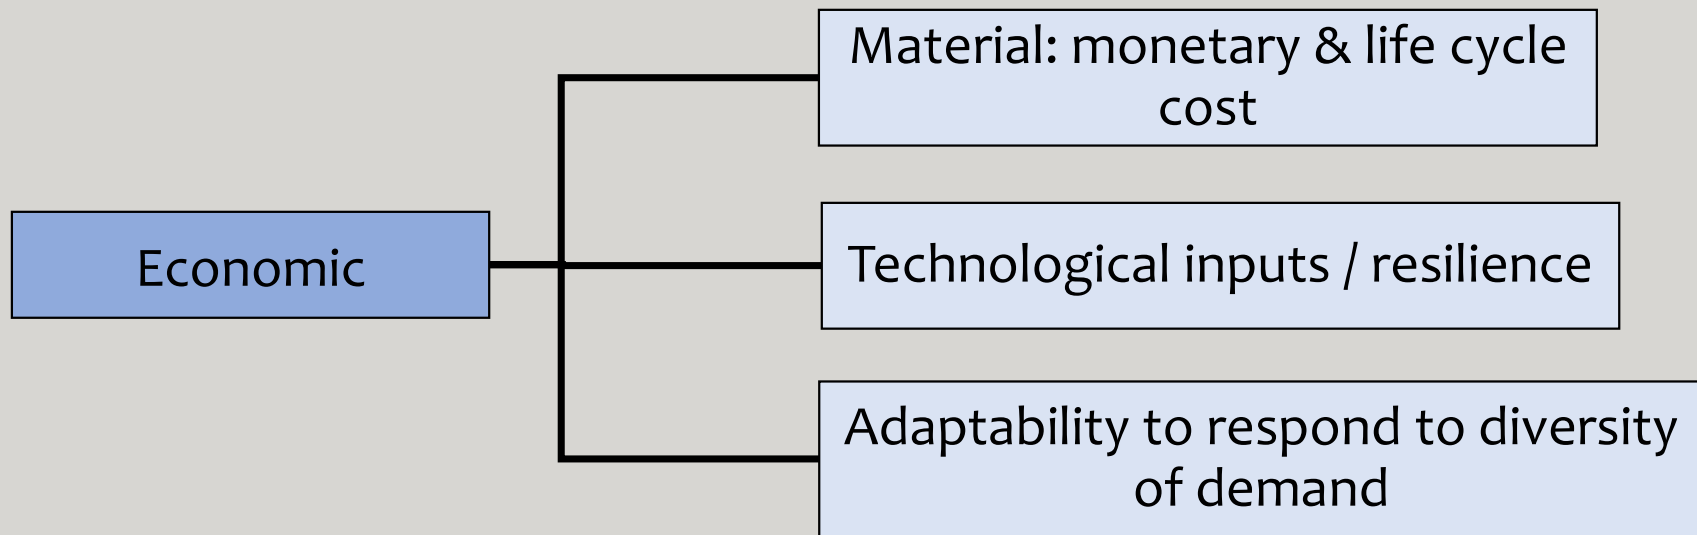 Material: monetary & life cycle
cost
Economic
Technological inputs / resilience
Adaptability to respond to diversity
of demand